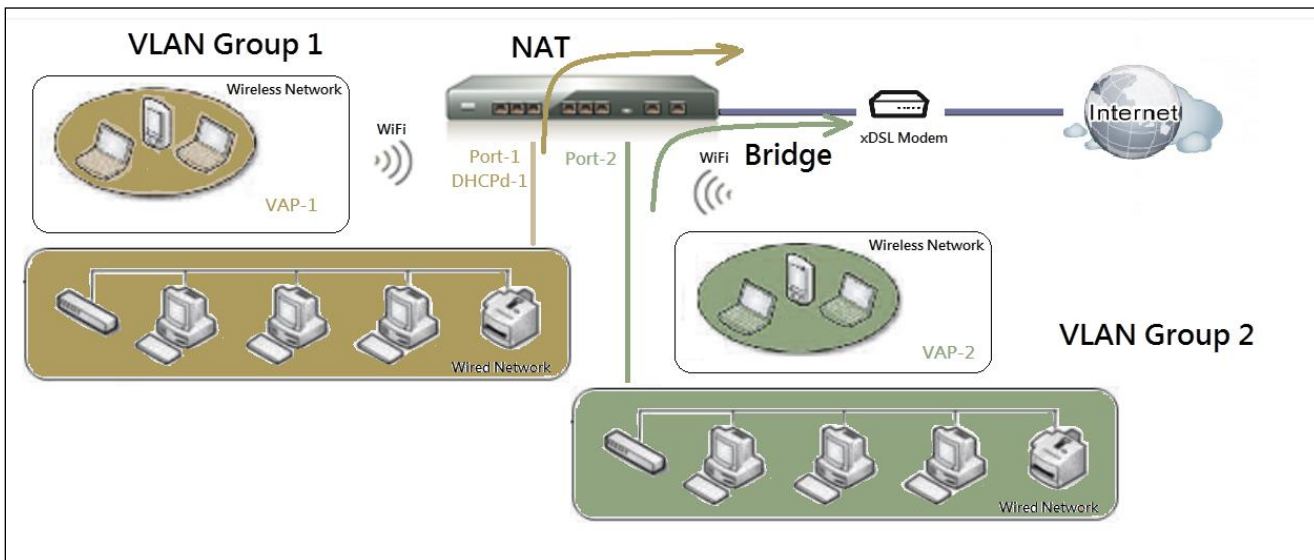 VLAN Group 1
NAT
Wireless Network
WiFi
VAP-1
Port-1
DHCPd-1
Port-2
WiFi
Bridge
xDSL Modem
Internet
Wireless Network
VAP-2
VLAN Group 2
Wired Network
Wired Network